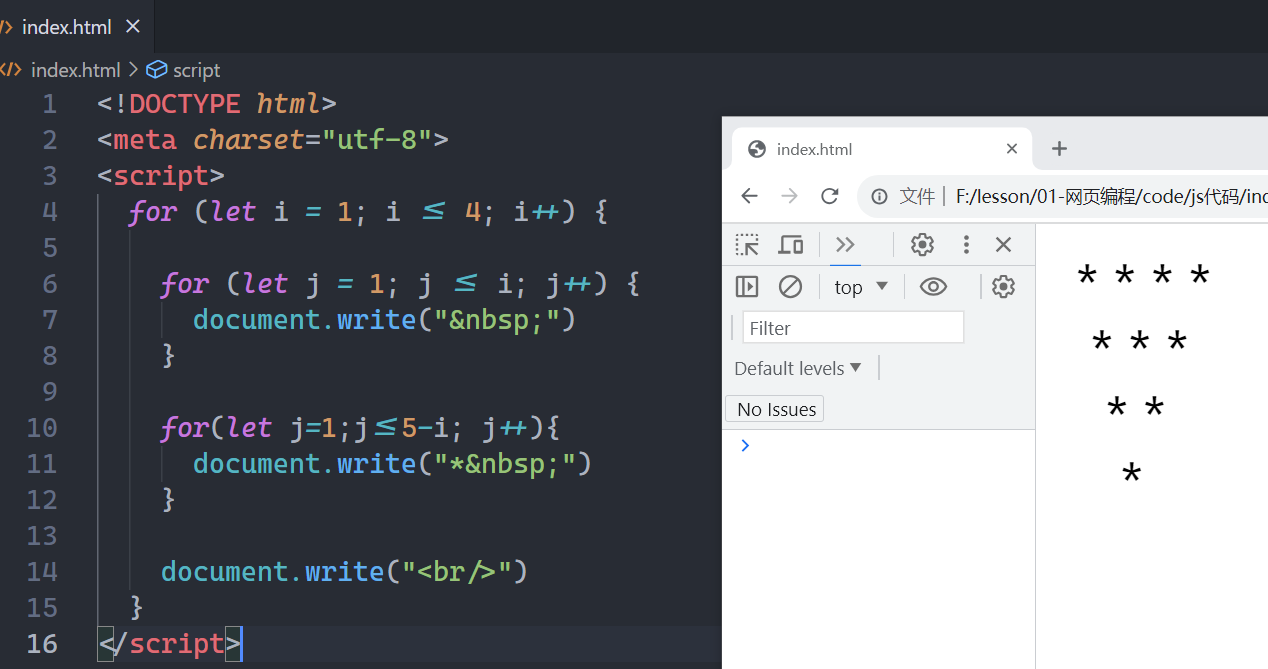 index.html
index.html > script
1 <!DOCTYPE html>
2 <meta charset="utf-8">
3 <script>
4 for (let i = 1; i <= 4; i++) {
5
6 for (let j = 1; j <= i; j++) {
7 document.write("&nbsp;")
8 }
9
10 for(let j=1;j<=5-i; j++){
11 document.write("*&nbsp;")
12 }
13
14 document.write("<br/>")
15 }
16 </script>
index.html
文件 F:/lesson/01-网页编程/code/js代码/ind
top
Filter
Default levels
No Issues
* * * *
* * *
* *
*